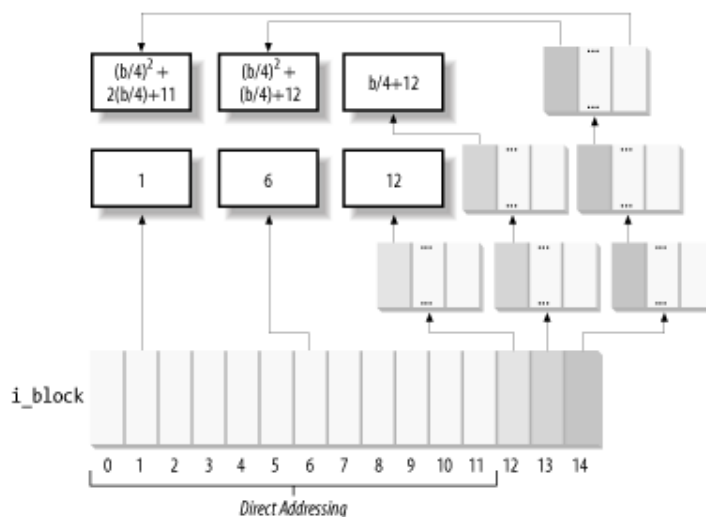 (b/4)² +
2(b/4)+11
(b/4)² +
(b/4)+12
b/4+12
...
...
1
6
12
...
...
...
...
...
...
...
...
...
...
i_block
0 1 2 3 4 5 6 7 8 9 10 11 12 13 14
Direct Addressing